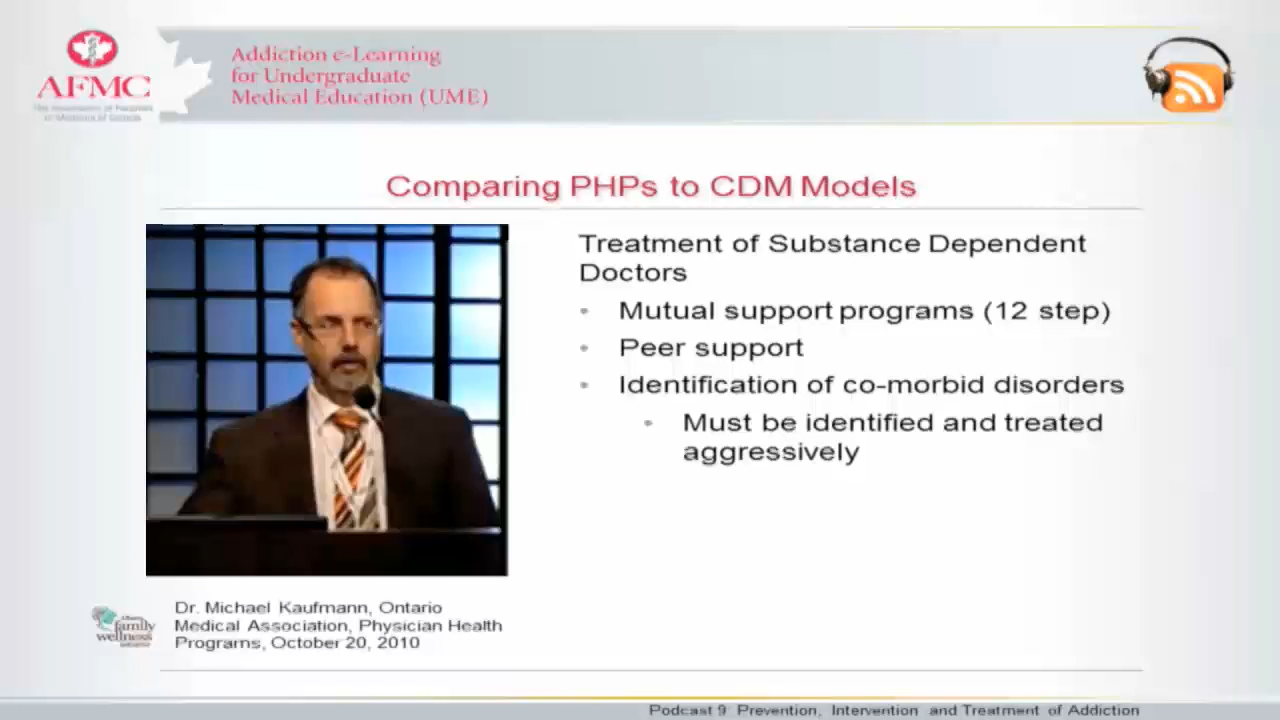 AFMC
Addiction e-Learning
for Undergraduate
Medical Education (UME)
Comparing PHPs to CDM Models
Treatment of Substance Dependent
Doctors
• Mutual support programs (12 step)
• Peer support
• Identification of co-morbid disorders
• Must be identified and treated
aggressively
Dr. Michael Kaufmann, Ontario
Medical Association, Physician Health
Programs, October 20, 2010
family
wellness
Podcast 9: Prevention, Intervention and Treatment of Addiction